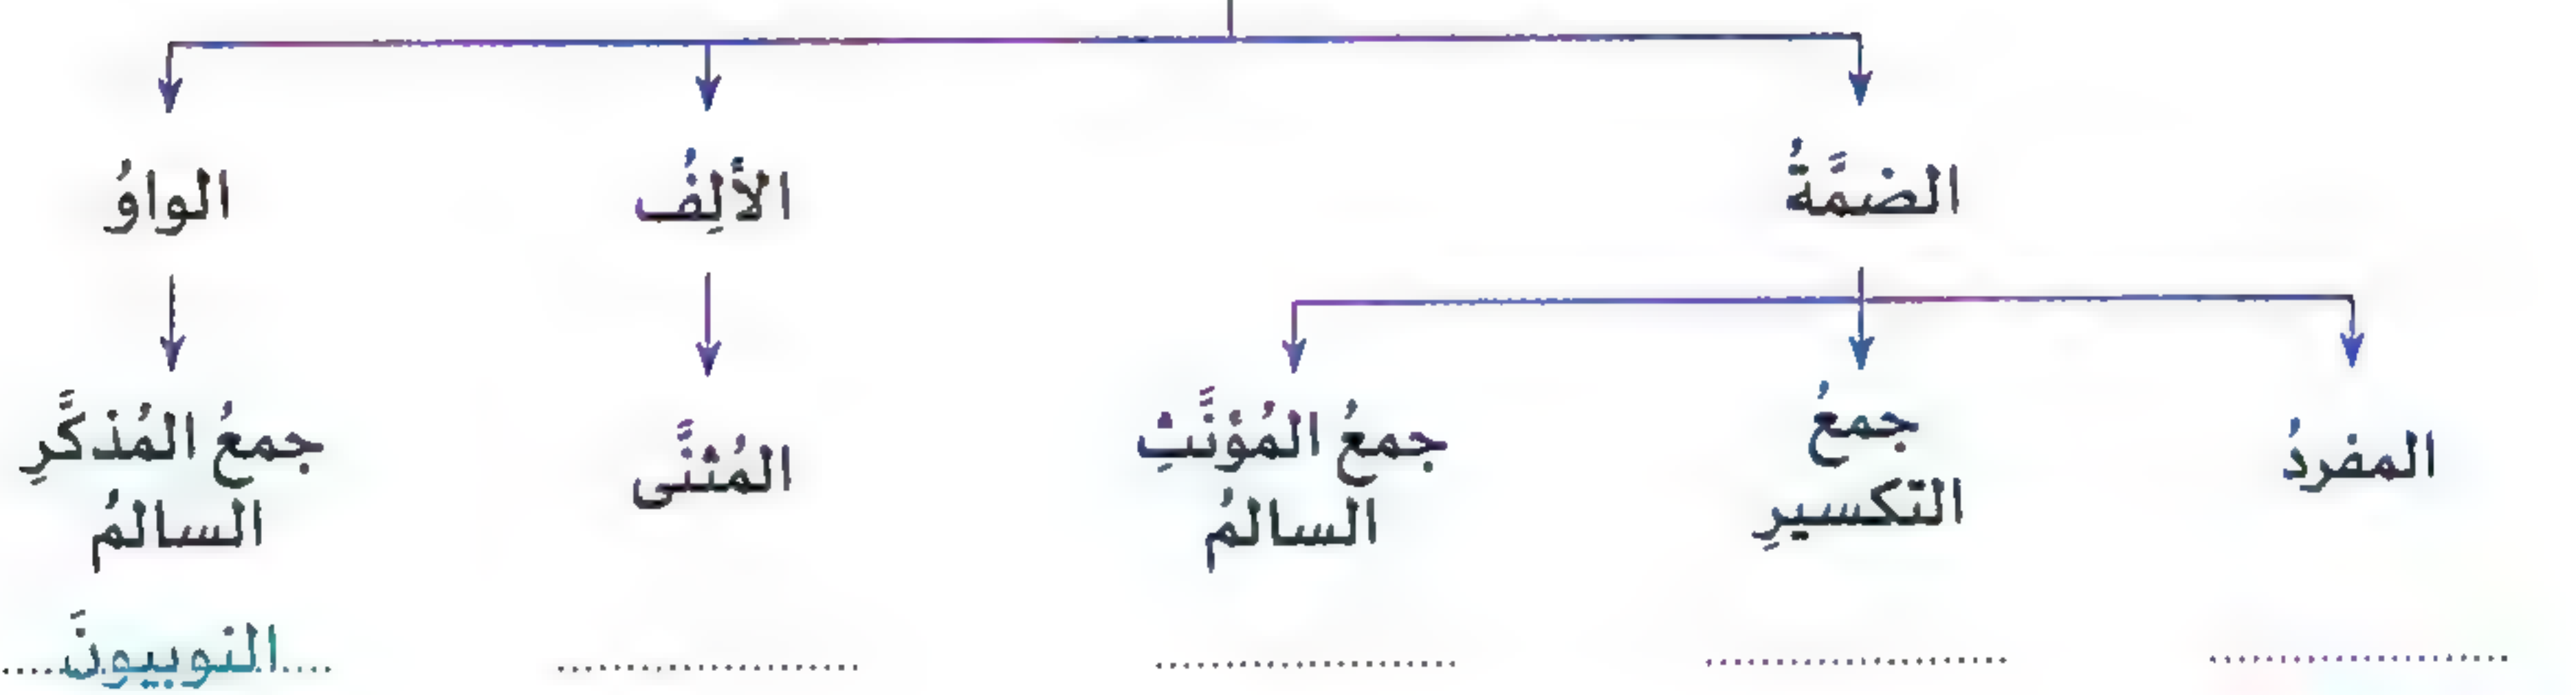 الضمَّةُ
الألِفُ
الواوُ
المفردُ
جمعُ
التكسيرِ
جمعُ المُؤنَّثِ
السالمُ
المُثنَّى
جمعُ المُذكَّرِ
السالمُ
النوبيونَ